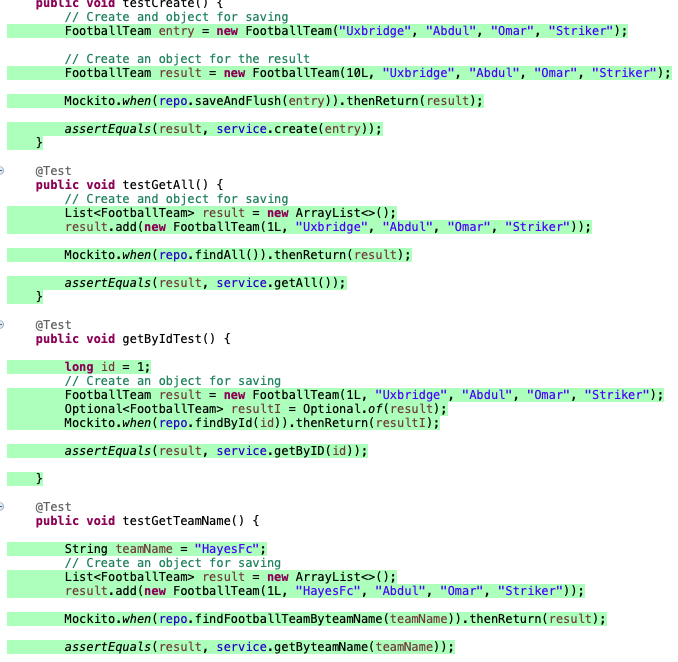 public void testCreate() {
// Create and object for saving
FootballTeam entry = new FootballTeam("Uxbridge", "Abdul", "Omar", "Striker");
// Create an object for the result
FootballTeam result = new FootballTeam(10L, "Uxbridge", "Abdul", "Omar", "Striker");
Mockito.when(repo.saveAndFlush(entry)).thenReturn(result);
assertEquals(result, service.create(entry));
}
@Test
public void testGetAll() {
// Create and object for saving
List<FootballTeam> result = new ArrayList<>();
result.add(new FootballTeam(1L, "Uxbridge", "Abdul", "Omar", "Striker"));
Mockito.when(repo.findAll()).thenReturn(result);
assertEquals(result, service.getAll());
}
@Test
public void getByIdTest() {
long id = 1;
// Create an object for saving
FootballTeam result = new FootballTeam(1L, "Uxbridge", "Abdul", "Omar", "Striker");
Optional<FootballTeam> resultI = Optional.of(result);
Mockito.when(repo.findById(id)).thenReturn(resultI);
assertEquals(result, service.getByID(id));
}
@Test
public void testGetTeamName() {
String teamName = "HayesFc";
// Create an object for saving
List<FootballTeam> result = new ArrayList<>();
result.add(new FootballTeam(1L, "HayesFc", "Abdul", "Omar", "Striker"));
Mockito.when(repo.findFootballTeamByteamName(teamName)).thenReturn(result);
assertEquals(result, service.getByteamName(teamName));